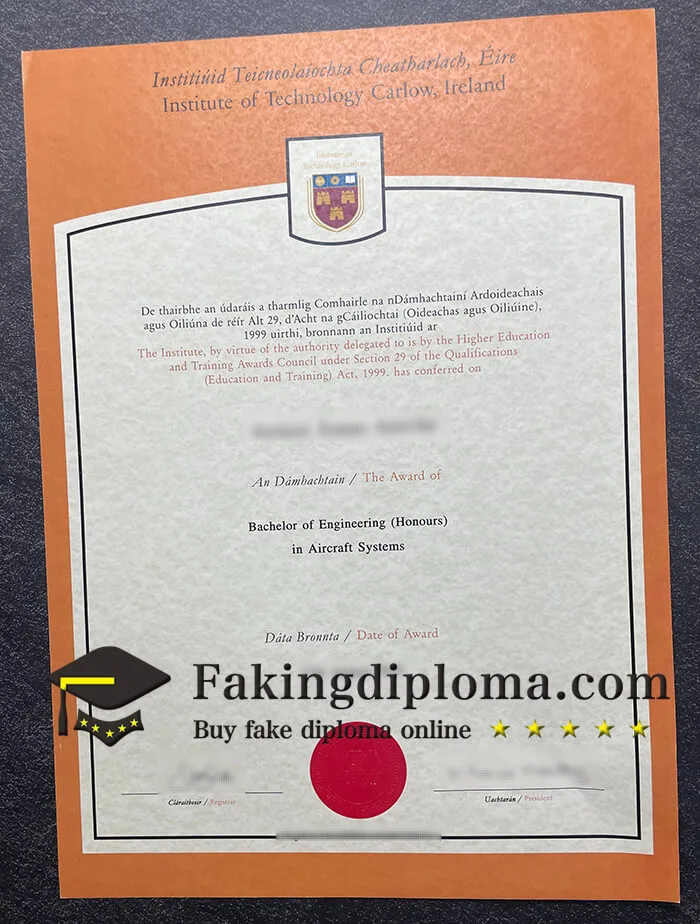 Institiúid Teicneolaíochta Cheatharlach, Éire
Institute of Technology Carlow, Ireland
Institute of
Technology Carlow
De thairbhe an údaráis a tharmlig Comhairle na nDámhachtainí Ardoideachais
agus Oiliúna de réir Alt 29, d'Acht na gCáilíochtaí (Oideachas agus Oiliúine),
1999 uirthi, bronnann an Institiúid ar
The Institute, by virtue of the authority delegated to is by the Higher Education
and Training Awards Council under Section 29 of the Qualifications
(Education and Training) Act, 1999, has conferred on
An Dámhachtain / The Award of
Bachelor of Engineering (Honours)
in Aircraft Systems
Dáta Bronnta / Date of Award
Fakingdiploma.com
Buy fake diploma online
Cláraitheoir / Registrar
Uachtarán / President